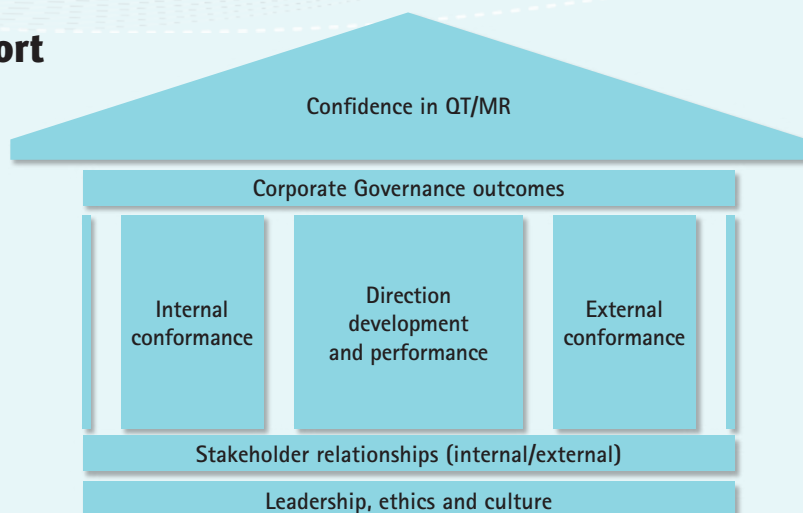 ort
Confidence in QT/MR
Corporate Governance outcomes
Internal
conformance
Direction
development
and performance
External
conformance
Stakeholder relationships (internal/external)
Leadership, ethics and culture